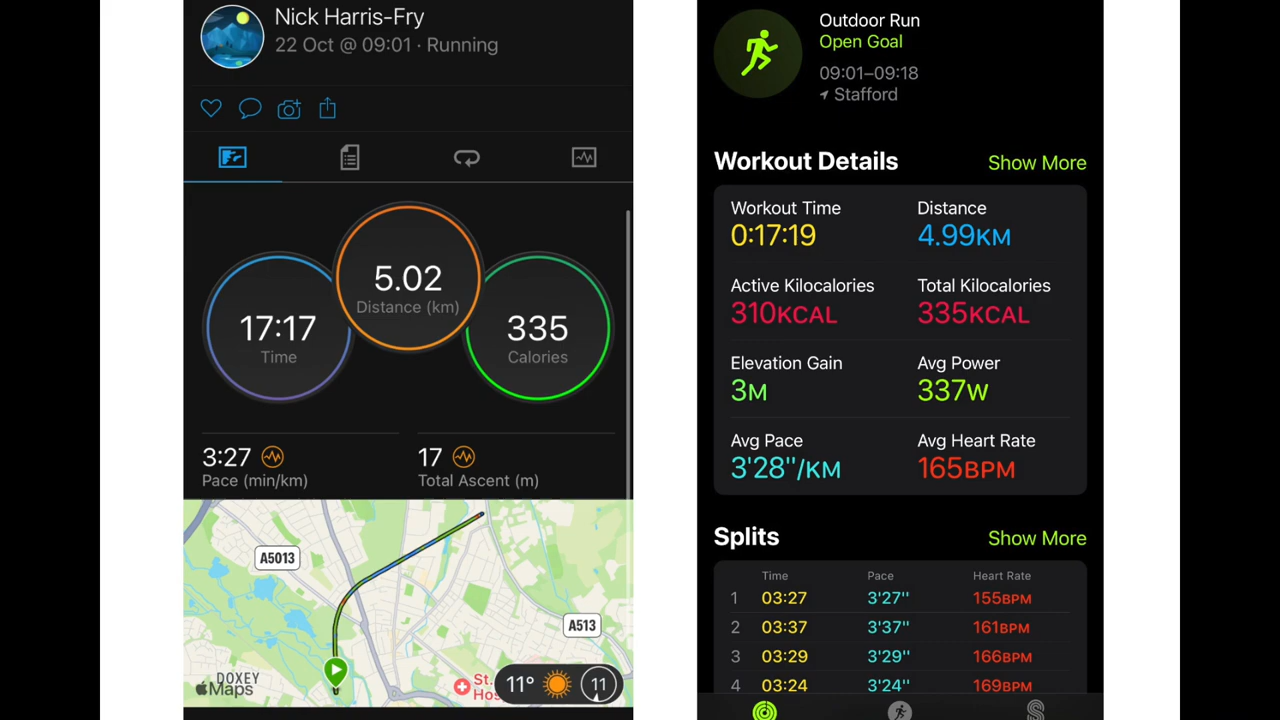 Nick Harris-Fry
22 Oct @ 09:01 · Running
5.02
Distance (km)
17:17
Time
335
Calories
3:27
Pace (min/km)
17
Total Ascent (m)
A5013
A513
DOXEY
Maps
St.
Hos
11°
11
Outdoor Run
Open Goal
09:01–09:18
Stafford
Workout Details
Show More
Workout Time
Distance
0:17:19
4.99KM
Active Kilocalories
Total Kilocalories
310KCAL
335KCAL
Elevation Gain
Avg Power
3M
337W
Avg Pace
Avg Heart Rate
3'28''/KM
165BPM
Splits
Show More
Time Pace Heart Rate
1 03:27 3'27'' 155BPM
2 03:37 3'37'' 161BPM
3 03:29 3'29'' 166BPM
4 03:24 3'24'' 169BPM